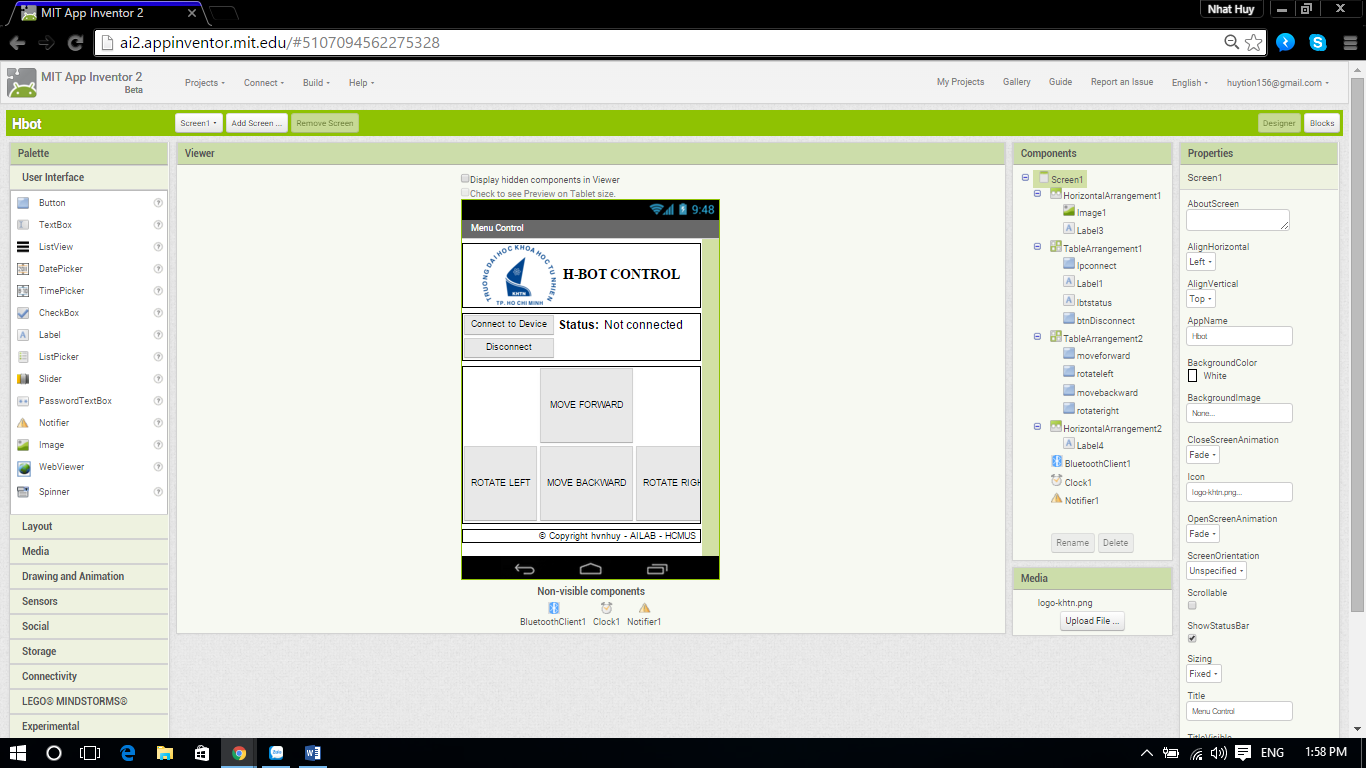 MIT App Inventor 2
Nhat Huy
ai2.appinventor.mit.edu/#5107094562275328
MIT App Inventor 2
Beta
Projects Connect Build Help
My Projects Gallery Guide Report an Issue English huytion156@gmail.com
Hbot
Screen1 Add Screen ... Remove Screen
Designer Blocks
Palette
User Interface
Button
TextBox
ListView
DatePicker
TimePicker
CheckBox
Label
ListPicker
Slider
PasswordTextBox
Notifier
Image
WebViewer
Spinner
Layout
Media
Drawing and Animation
Sensors
Social
Storage
Connectivity
LEGO® MINDSTORMS®
Experimental
Viewer
Display hidden components in Viewer
Check to see Preview on Tablet size.
9:48
Menu Control
TRUONG DAI HOC KHOA HOC TU NHIEN
KHTN
TP. HO CHI MINH
H-BOT CONTROL
Connect to Device
Status: Not connected
Disconnect
MOVE FORWARD
ROTATE LEFT
MOVE BACKWARD
ROTATE RIGH
© Copyright hvnhuy - AILAB - HCMUS
Non-visible components
BluetoothClient1 Clock1 Notifier1
Components
Screen1
HorizontalArrangement1
Image1
Label3
TableArrangement1
lpconnect
Label1
lbtstatus
btnDisconnect
TableArrangement2
moveforward
rotateleft
movebackward
rotateright
HorizontalArrangement2
Label4
BluetoothClient1
Clock1
Notifier1
Rename Delete
Media
logo-khtn.png
Upload File ...
Properties
Screen1
AboutScreen
AlignHorizontal
Left
AlignVertical
Top
AppName
Hbot
BackgroundColor
White
BackgroundImage
None...
CloseScreenAnimation
Fade
Icon
logo-khtn.png...
OpenScreenAnimation
Fade
ScreenOrientation
Unspecified
Scrollable
ShowStatusBar
Sizing
Fixed
Title
Menu Control
TitleVisible
ENG
1:58 PM